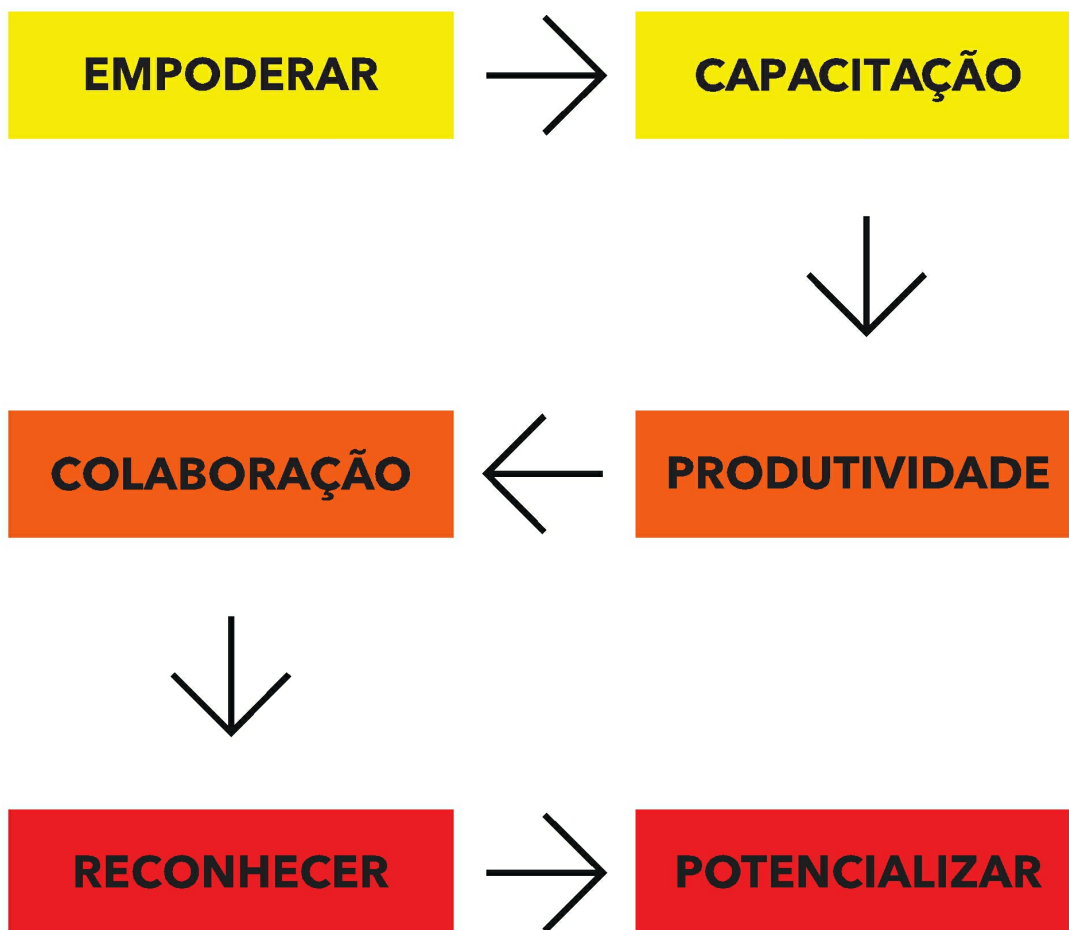 EMPODERAR
CAPACITAÇÃO
COLABORAÇÃO
PRODUTIVIDADE
RECONHECER
POTENCIALIZAR